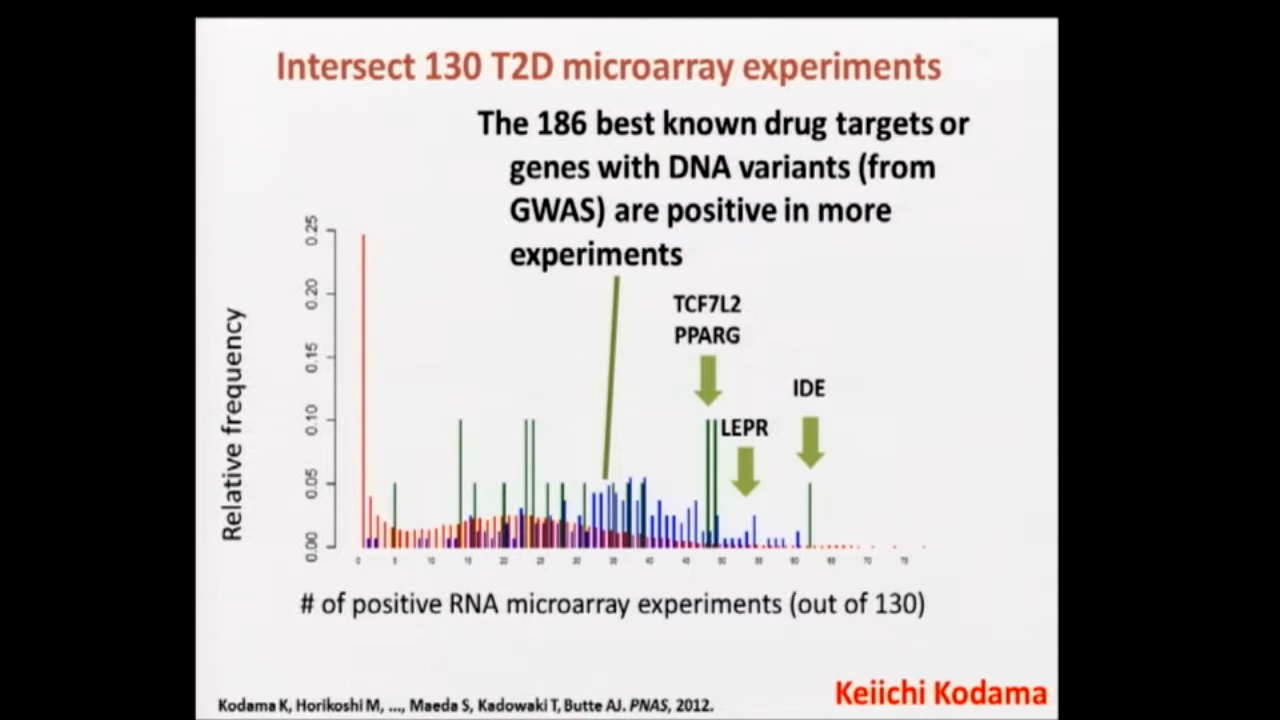 Intersect 130 T2D microarray experiments
The 186 best known drug targets or
genes with DNA variants (from
GWAS) are positive in more
experiments
TCF7L2
PPARG
IDE
LEPR
Relative frequency
0.25
0.20
0.15
0.10
0.05
0.00
0 5 10 15 20 25 30 35 40 45 50 55 60 65 70 75
# of positive RNA microarray experiments (out of 130)
Keiichi Kodama
Kodama K, Horikoshi M, ..., Maeda S, Kadowaki T, Butte AJ. PNAS, 2012.